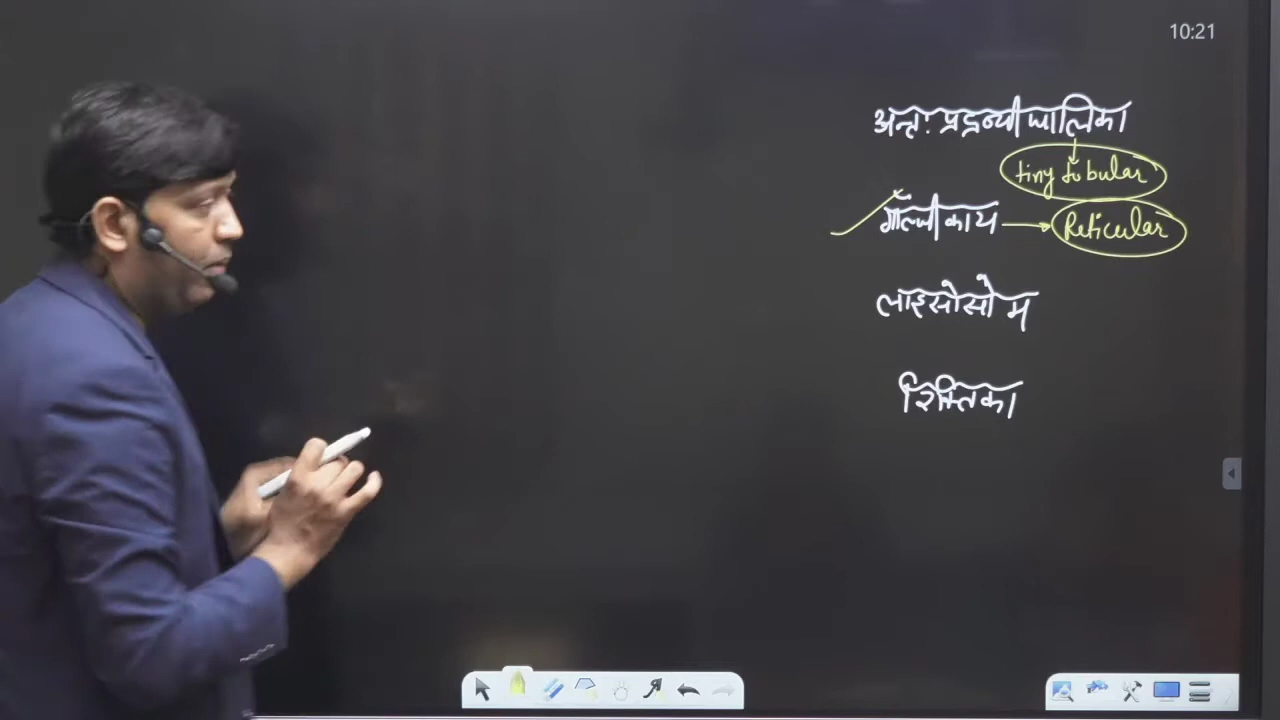 10:21
अन्तः प्रद्रव्यी जालिका
tiny tubular
गॉल्जीकाय → Reticular
लाइसोसोम
रिक्तिका